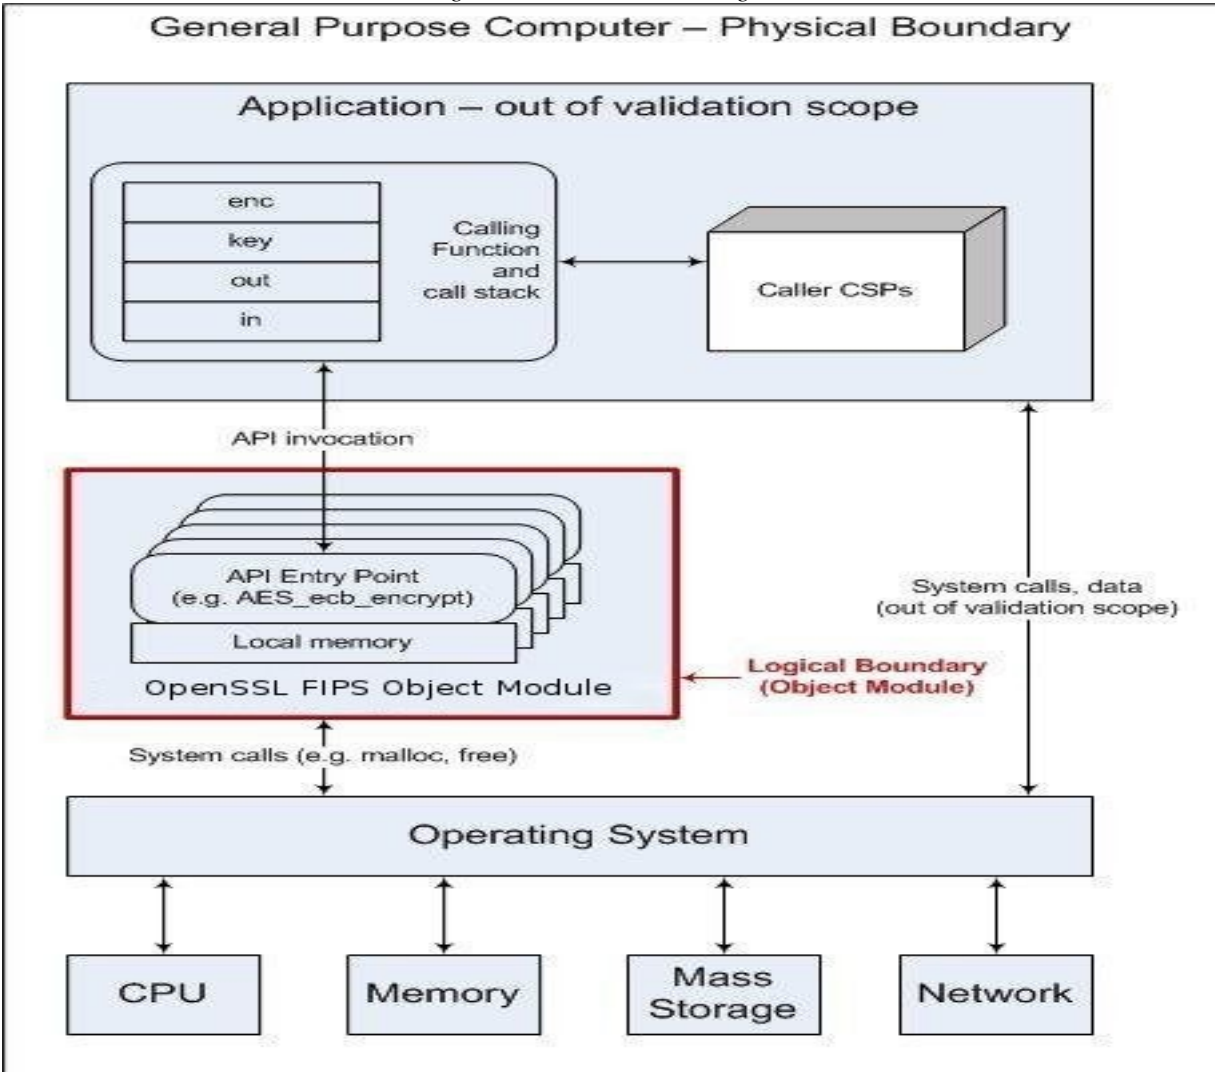 General Purpose Computer – Physical Boundary
Application – out of validation scope
enc
key
out
in
Calling
Function
and
call stack
Caller CSPs
API invocation
API Entry Point
(e.g. AES_ecb_encrypt)
Local memory
OpenSSL FIPS Object Module
System calls, data
(out of validation scope)
Logical Boundary
(Object Module)
System calls (e.g. malloc, free)
Operating System
CPU
Memory
Mass
Storage
Network